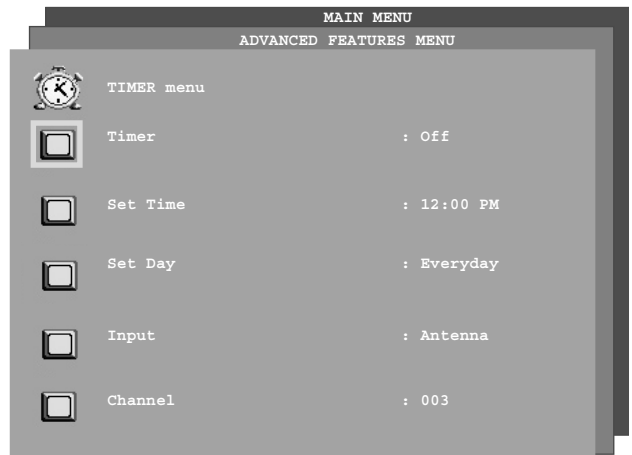 MAIN MENU
ADVANCED FEATURES MENU
TIMER menu
Timer : Off
Set Time : 12:00 PM
Set Day : Everyday
Input : Antenna
Channel : 003